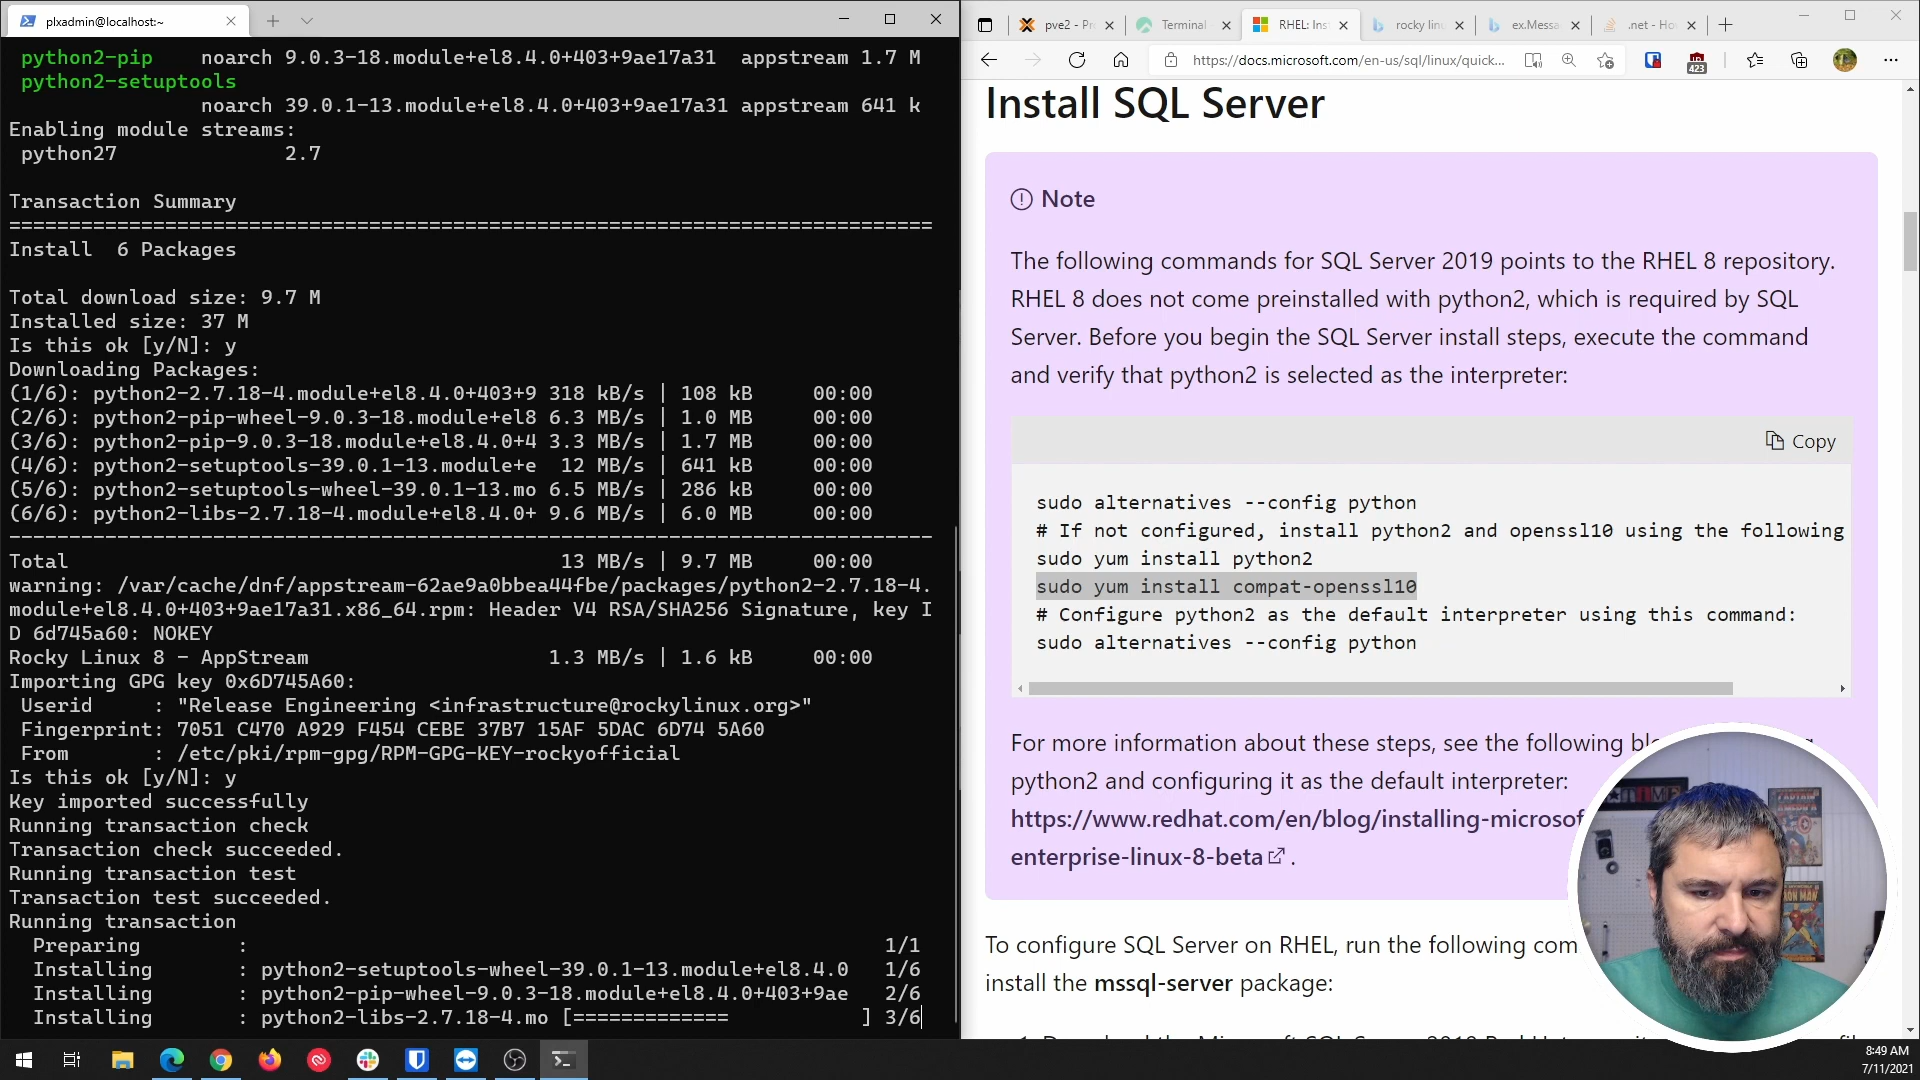 plxadmin@localhost:~
python2-pip noarch 9.0.3-18.module+el8.4.0+403+9ae17a31 appstream 1.7 M
python2-setuptools
noarch 39.0.1-13.module+el8.4.0+403+9ae17a31 appstream 641 k
Enabling module streams:
python27 2.7
Transaction Summary
================================================================================
Install 6 Packages
Total download size: 9.7 M
Installed size: 37 M
Is this ok [y/N]: y
Downloading Packages:
(1/6): python2-2.7.18-4.module+el8.4.0+403+9 318 kB/s | 108 kB 00:00
(2/6): python2-pip-wheel-9.0.3-18.module+el8 6.3 MB/s | 1.0 MB 00:00
(3/6): python2-pip-9.0.3-18.module+el8.4.0+4 3.3 MB/s | 1.7 MB 00:00
(4/6): python2-setuptools-39.0.1-13.module+e 12 MB/s | 641 kB 00:00
(5/6): python2-setuptools-wheel-39.0.1-13.mo 6.5 MB/s | 286 kB 00:00
(6/6): python2-libs-2.7.18-4.module+el8.4.0+ 9.6 MB/s | 6.0 MB 00:00
--------------------------------------------------------------------------------
Total 13 MB/s | 9.7 MB 00:00
warning: /var/cache/dnf/appstream-62ae9a0bbea44fbe/packages/python2-2.7.18-4.
module+el8.4.0+403+9ae17a31.x86_64.rpm: Header V4 RSA/SHA256 Signature, key I
D 6d745a60: NOKEY
Rocky Linux 8 - AppStream 1.3 MB/s | 1.6 kB 00:00
Importing GPG key 0x6D745A60:
Userid : "Release Engineering <infrastructure@rockylinux.org>"
Fingerprint: 7051 C470 A929 F454 CEBE 37B7 15AF 5DAC 6D74 5A60
From : /etc/pki/rpm-gpg/RPM-GPG-KEY-rockyofficial
Is this ok [y/N]: y
Key imported successfully
Running transaction check
Transaction check succeeded.
Running transaction test
Transaction test succeeded.
Running transaction
Preparing : 1/1
Installing : python2-setuptools-wheel-39.0.1-13.module+el8.4.0 1/6
Installing : python2-pip-wheel-9.0.3-18.module+el8.4.0+403+9ae 2/6
Installing : python2-libs-2.7.18-4.mo [============= ] 3/6
pve2 - Pr
Terminal
RHEL: Ins
rocky linu
ex.Messa
.net - Ho
https://docs.microsoft.com/en-us/sql/linux/quick...
423
Install SQL Server
Note
The following commands for SQL Server 2019 points to the RHEL 8 repository.
RHEL 8 does not come preinstalled with python2, which is required by SQL
Server. Before you begin the SQL Server install steps, execute the command
and verify that python2 is selected as the interpreter:
Copy
sudo alternatives --config python
# If not configured, install python2 and openssl10 using the following
sudo yum install python2
sudo yum install compat-openssl10
# Configure python2 as the default interpreter using this command:
sudo alternatives --config python
For more information about these steps, see the following
python2 and configuring it as the default interpreter:
https://www.redhat.com/en/blog/installing-microsof
enterprise-linux-8-beta .
To configure SQL Server on RHEL, run the following com
install the mssql-server package:
TIME
CAPTAIN
IRON MAN
8:49 AM
7/11/2021